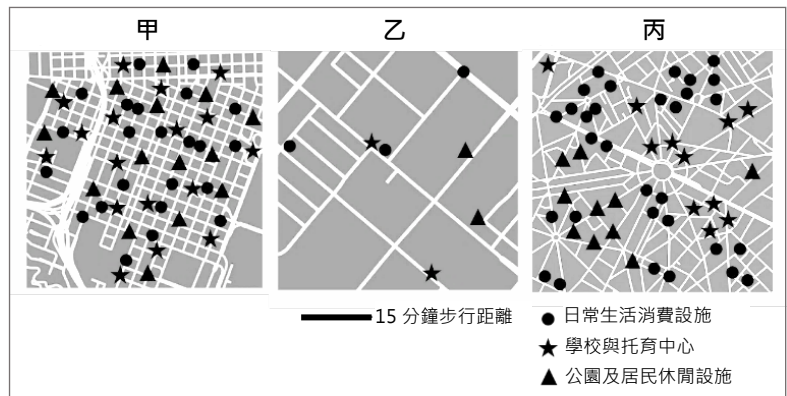 甲
乙
丙
15 分鐘步行距離
日常生活消費設施
學校與托育中心
公園及居民休閒設施